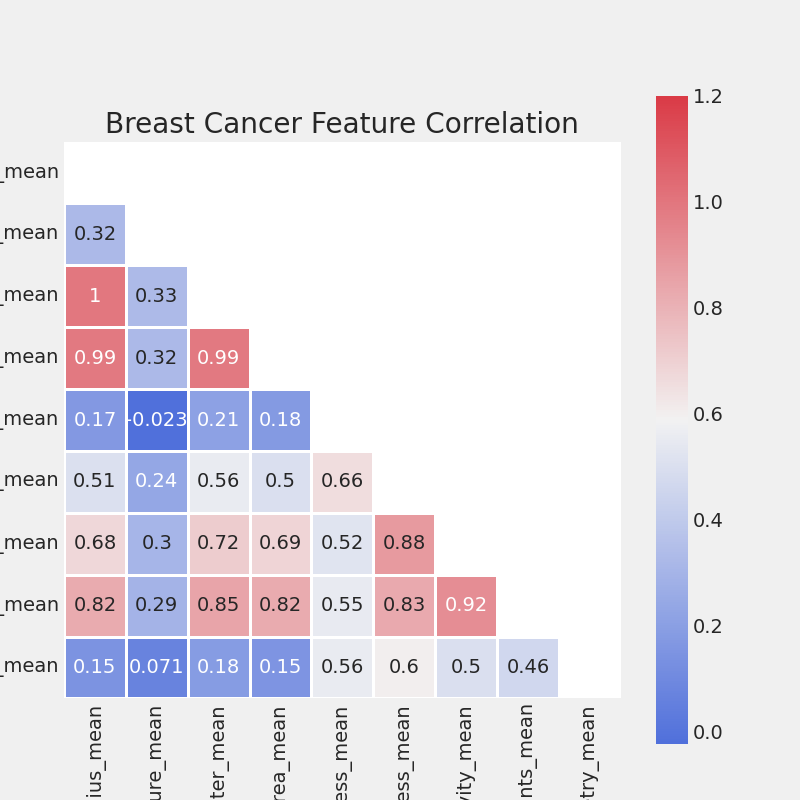 Breast Cancer Feature Correlation
1.2
1.0
0.8
0.6
0.4
0.2
0.0
_mean
_mean 0.32
_mean 1 0.33
_mean 0.99 0.32 0.99
_mean 0.17 -0.023 0.21 0.18
_mean 0.51 0.24 0.56 0.5 0.66
_mean 0.68 0.3 0.72 0.69 0.52 0.88
_mean 0.82 0.29 0.85 0.82 0.55 0.83 0.92
_mean 0.15 0.071 0.18 0.15 0.56 0.6 0.5 0.46
ius_mean
ure_mean
ter_mean
rea_mean
ess_mean
ess_mean
vity_mean
nts_mean
try_mean